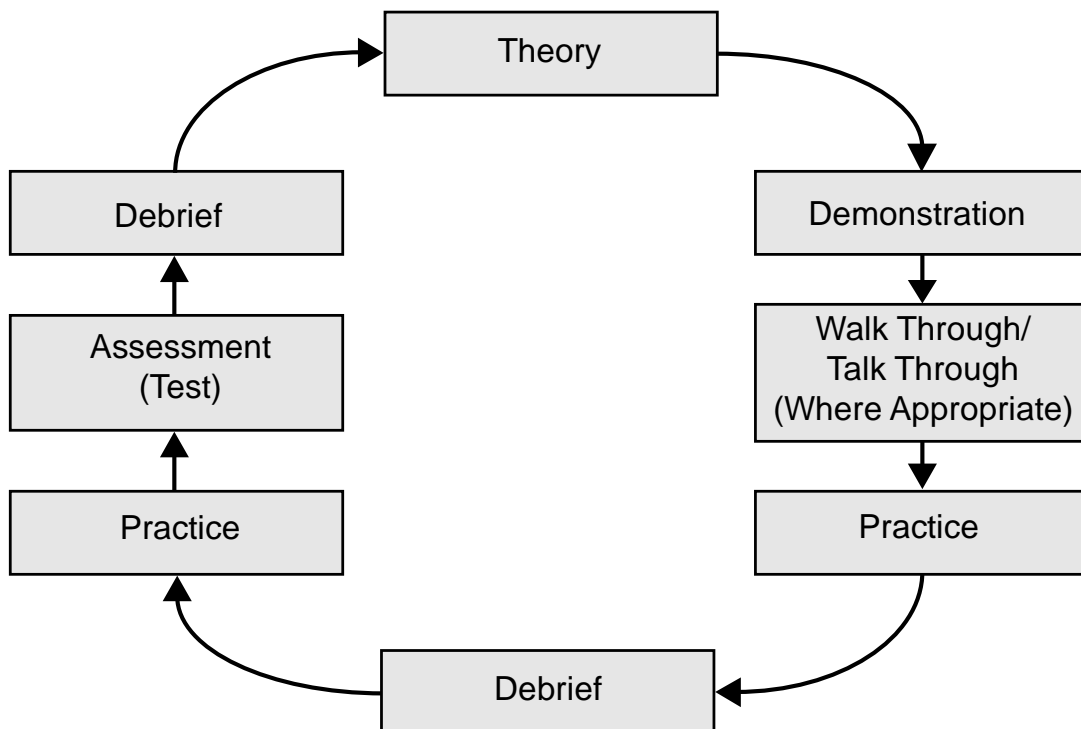 Theory
Demonstration
Walk Through/
Talk Through
(Where Appropriate)
Practice
Debrief
Practice
Assessment
(Test)
Debrief